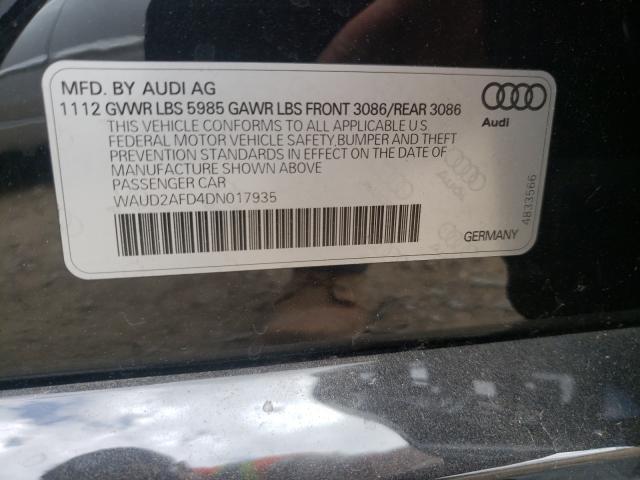 MFD. BY AUDI AG
1112 GVWR LBS 5985 GAWR LBS FRONT 3086/REAR 3086
THIS VEHICLE CONFORMS TO ALL APPLICABLE U S
FEDERAL MOTOR VEHICLE SAFETY,BUMPER AND THEFT
PREVENTION STANDARDS IN EFFECT ON THE DATE OF
MANUFACTURE SHOWN ABOVE
PASSENGER CAR
WAUD2AFD4DN017935
Audi
4833566
GERMANY